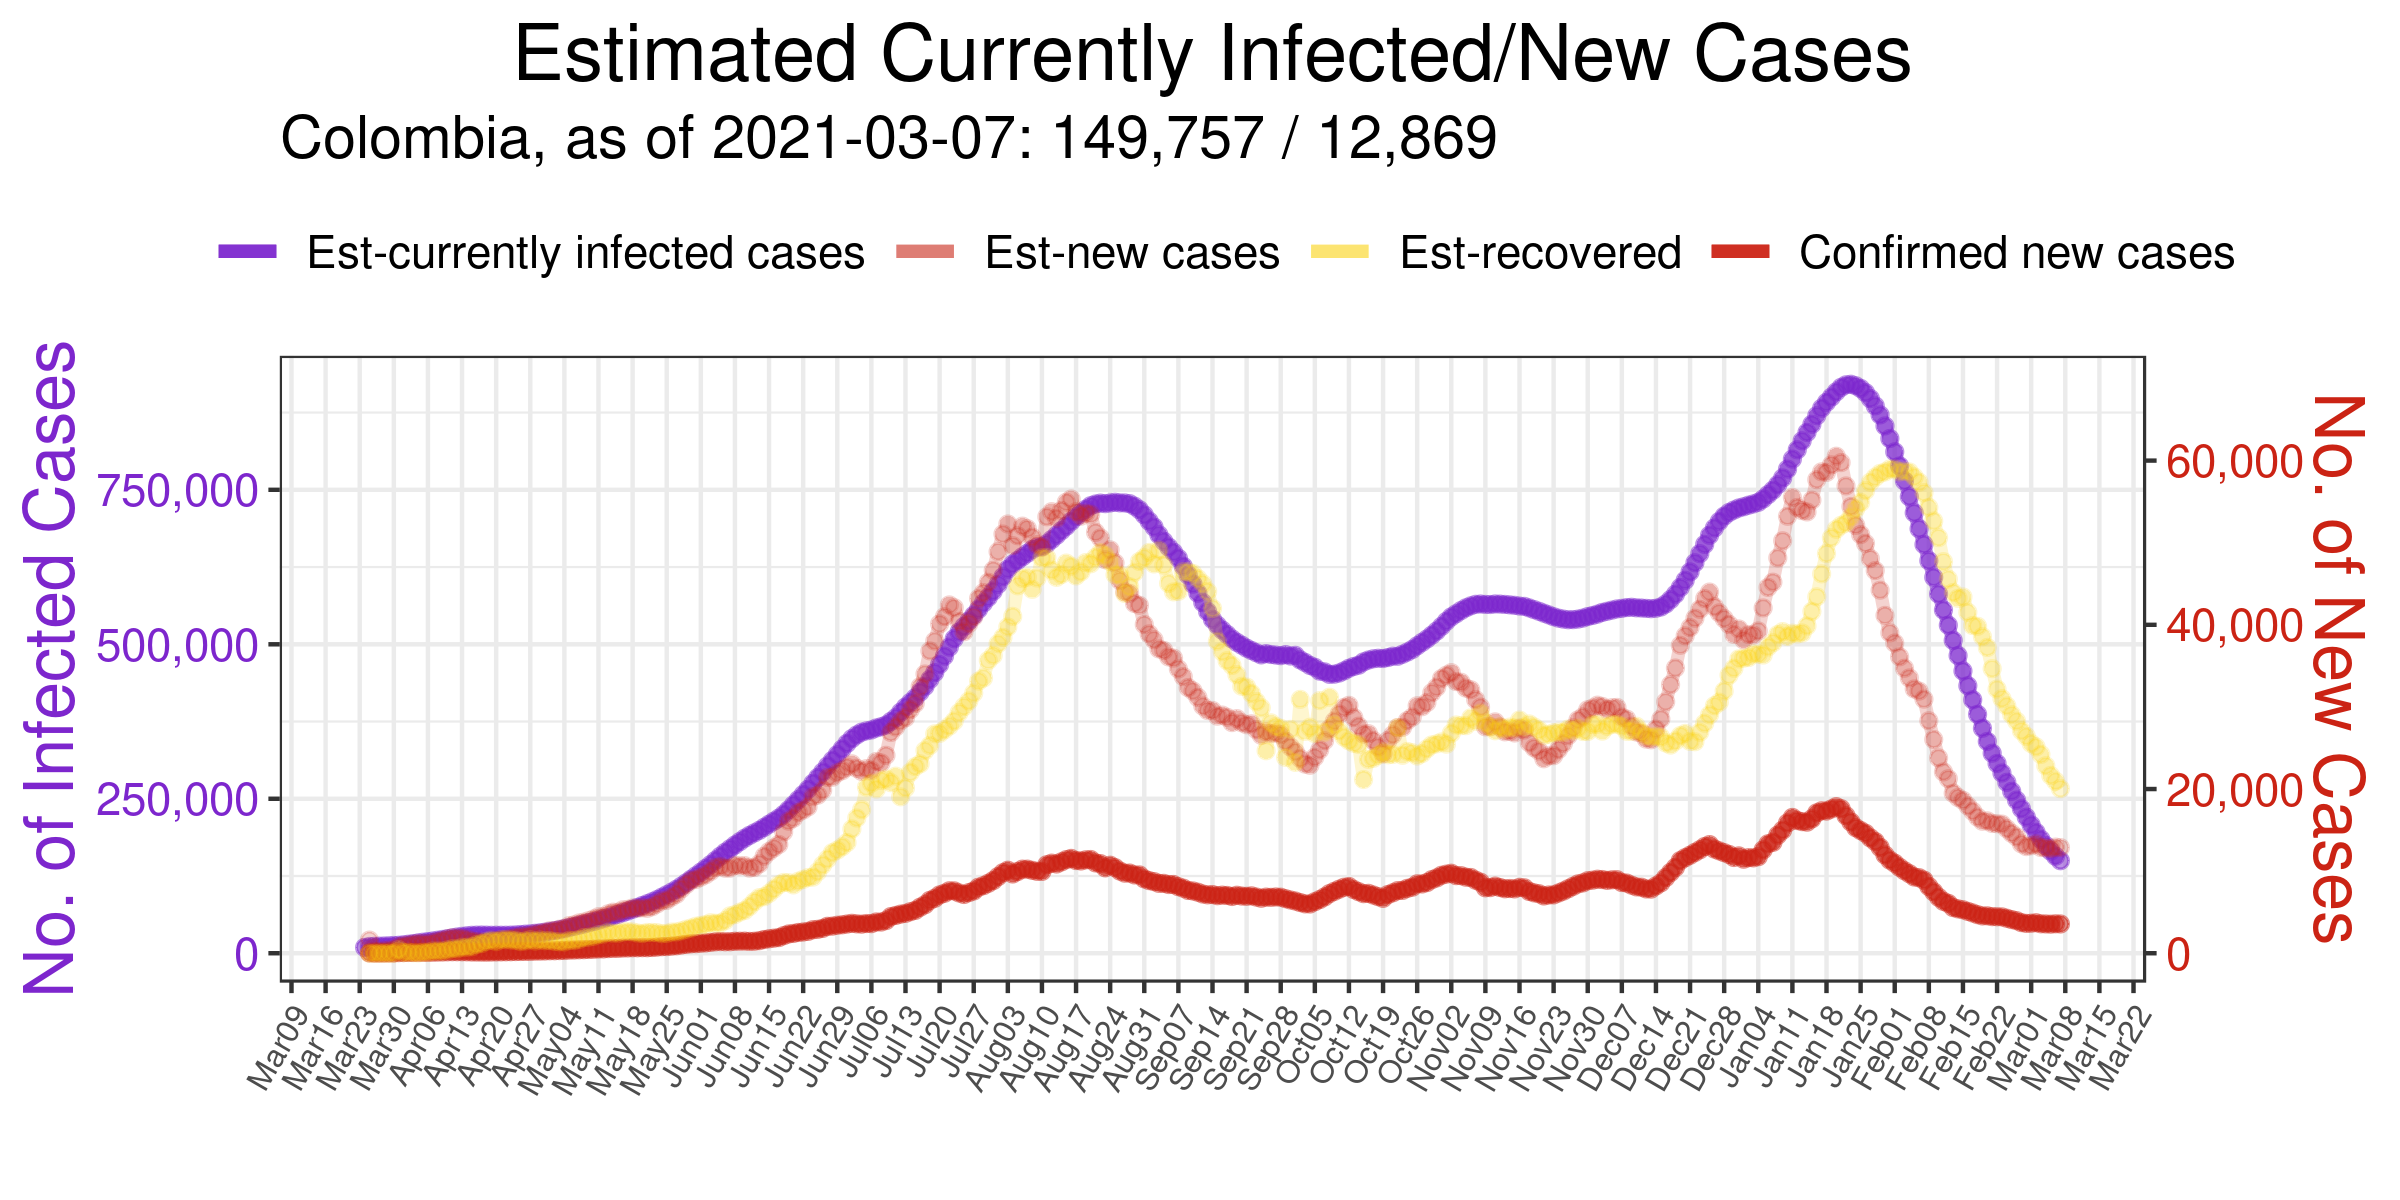 Estimated Currently Infected/New Cases
Colombia, as of 2021-03-07: 149,757 / 12,869
Est-currently infected cases
Est-new cases
Est-recovered
Confirmed new cases
No. of Infected Cases
750,000
500,000
250,000
0
60,000
40,000
20,000
0
No. of New Cases
Mar09
Mar16
Mar23
Mar30
Apr06
Apr13
Apr20
Apr27
May04
May11
May18
May25
Jun01
Jun08
Jun15
Jun22
Jun29
Jul06
Jul13
Jul20
Jul27
Aug03
Aug10
Aug17
Aug24
Aug31
Sep07
Sep14
Sep21
Sep28
Oct05
Oct12
Oct19
Oct26
Nov02
Nov09
Nov16
Nov23
Nov30
Dec07
Dec14
Dec21
Dec28
Jan04
Jan11
Jan18
Jan25
Feb01
Feb08
Feb15
Feb22
Mar01
Mar08
Mar15
Mar22